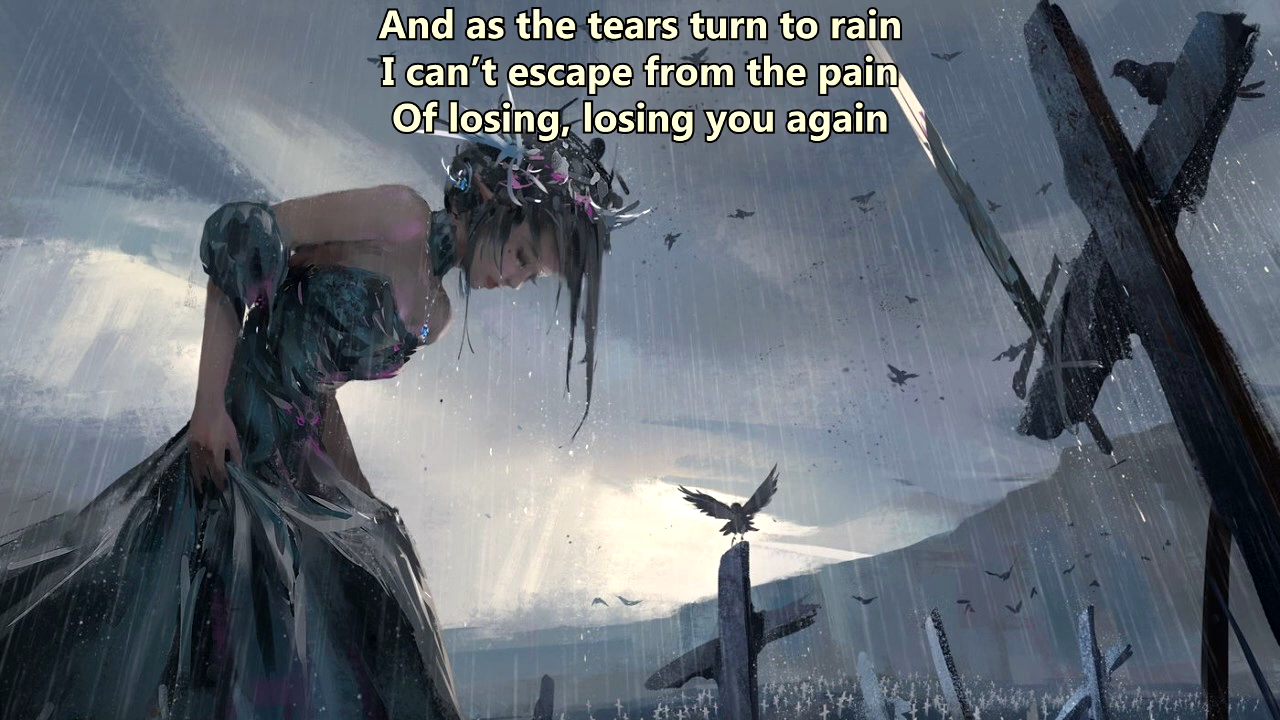 And as the tears turn to rain
I can’t escape from the pain
Of losing, losing you again